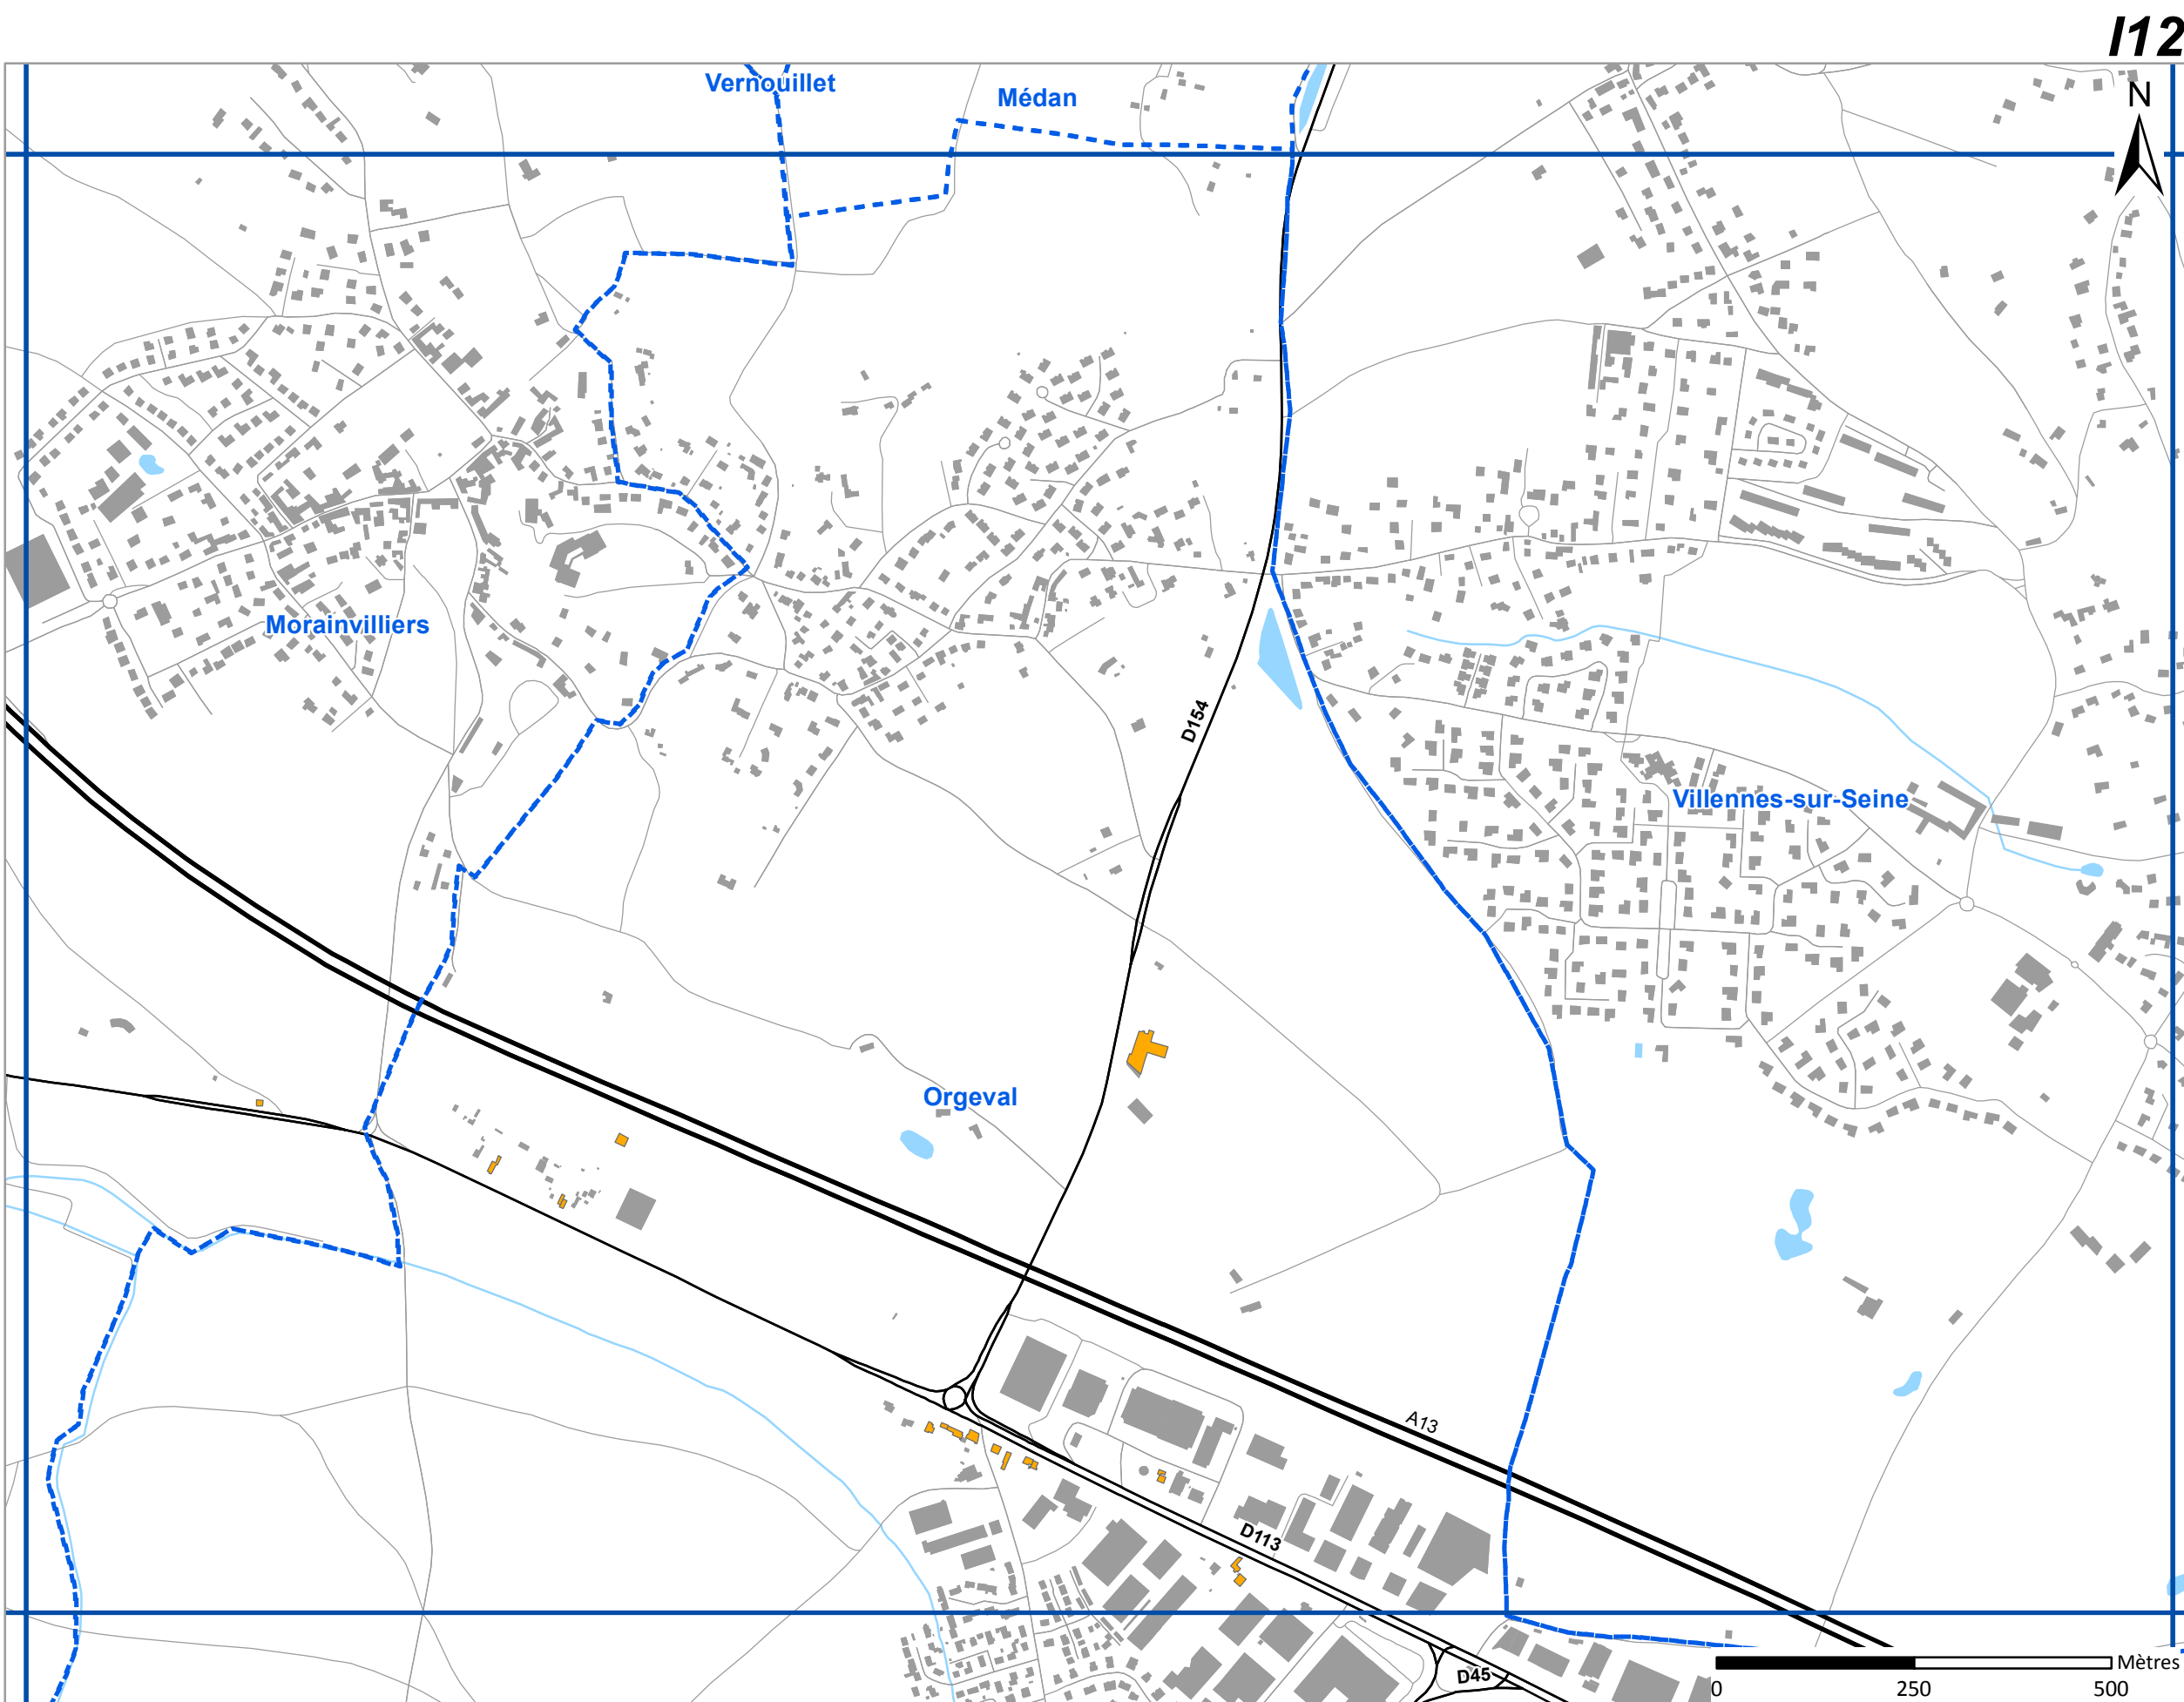 I12
Vernouillet
Médan
N
Morainvilliers
D154
Villennes-sur-Seine
Orgeval
A13
D113
D45
Mètres
0 250 500